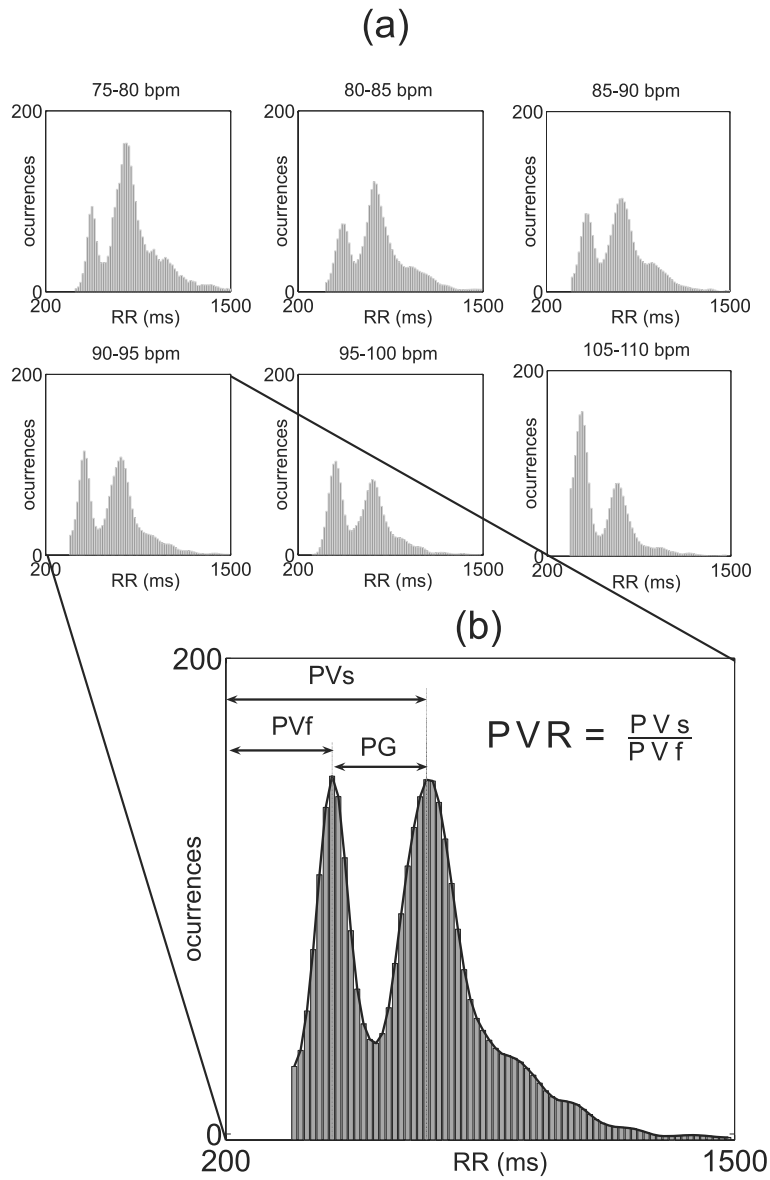 (a)
75-80 bpm
80-85 bpm
85-90 bpm
200
ocurrences
0
200
RR (ms)
1500
200
ocurrences
0
200
RR (ms)
1500
200
ocurrences
0
200
RR (ms)
1500
90-95 bpm
95-100 bpm
105-110 bpm
200
ocurrences
0
200
RR (ms)
1500
200
ocurrences
0
200
RR (ms)
1500
200
ocurrences
0
200
RR (ms)
1500
(b)
200
PVs
PVf
PG
PVR = PVs
PVf
ocurrences
0
200
RR (ms)
1500